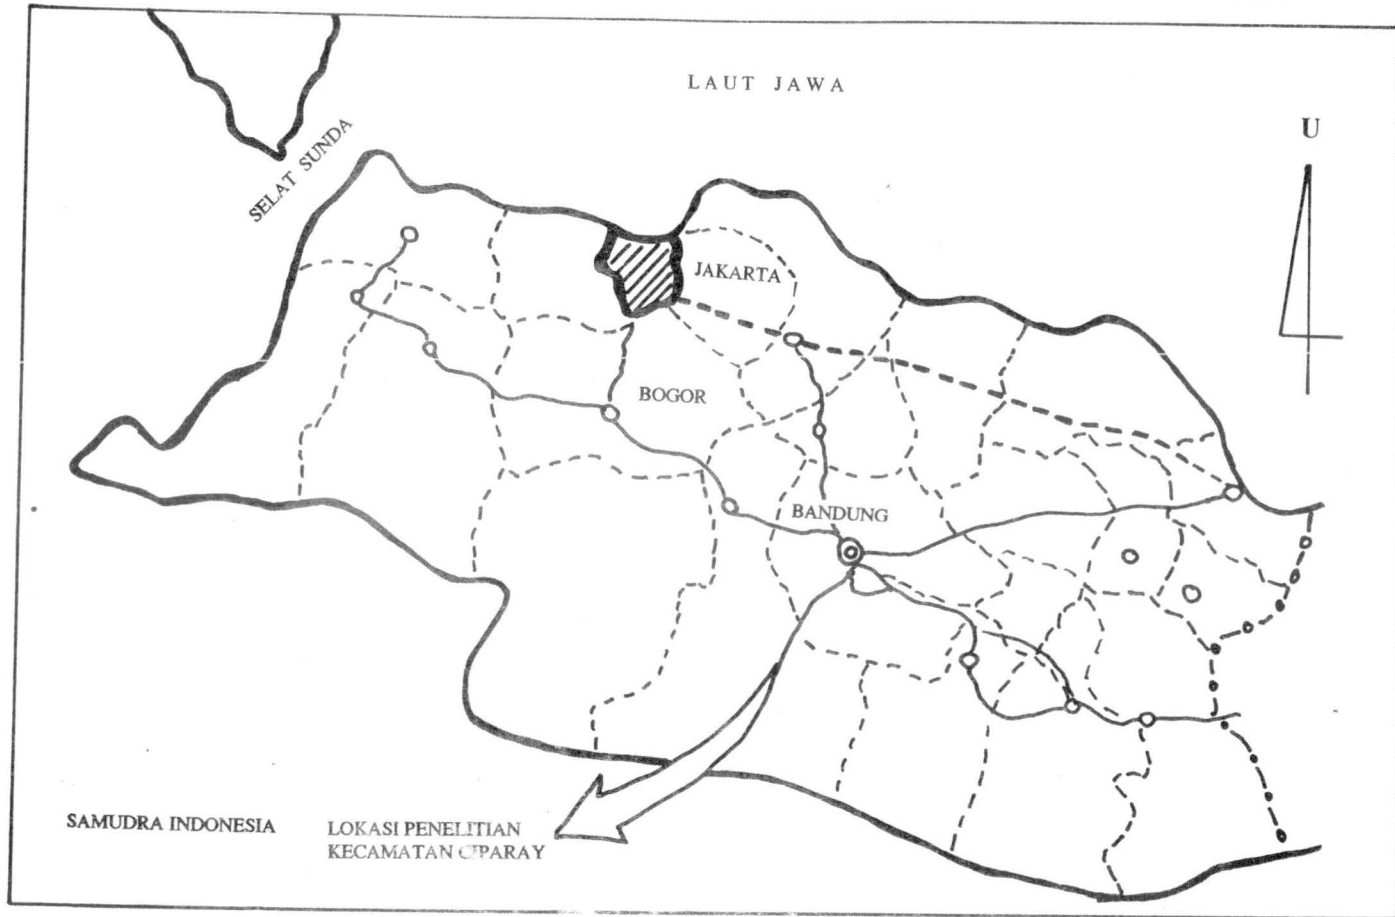 LAUT JAWA
U
SELAT SUNDA
JAKARTA
BOGOR
BANDUNG
SAMUDRA INDONESIA
LOKASI PENELITIAN
KECAMATAN CIPARAY